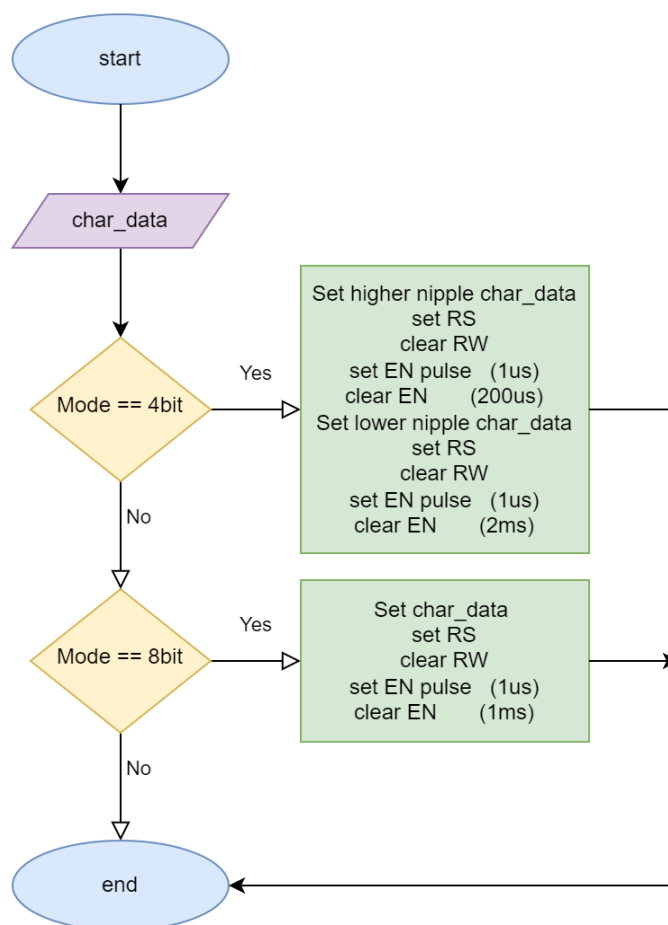 start
char_data
Mode == 4bit
Yes
Set higher nipple char_data
set RS
clear RW
set EN pulse (1us)
clear EN (200us)
Set lower nipple char_data
set RS
clear RW
set EN pulse (1us)
clear EN (2ms)
No
Mode == 8bit
Yes
Set char_data
set RS
clear RW
set EN pulse (1us)
clear EN (1ms)
No
end